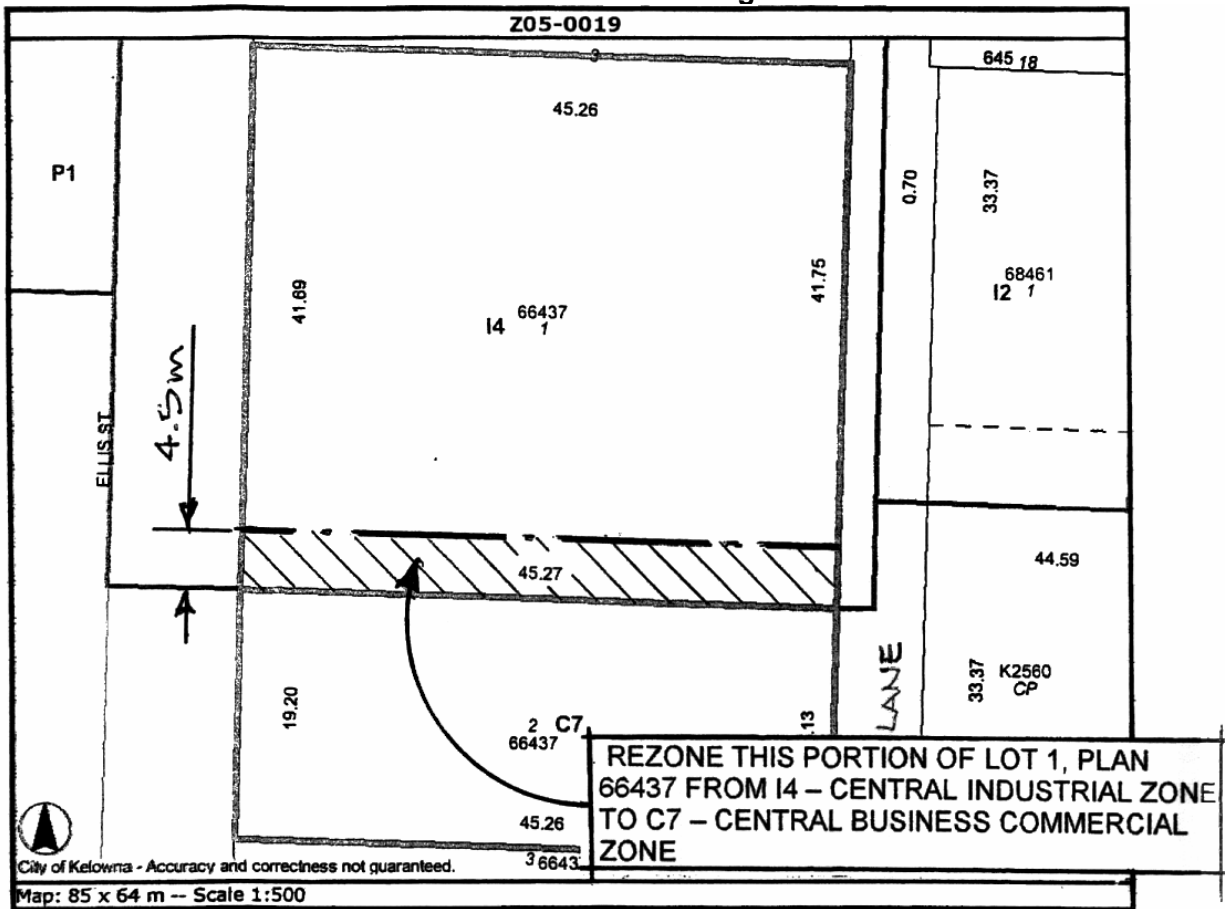 Z05-0019
3
645 18
45.26
P1
0.70
33.37
41.69
41.75
66437
I4 1
68461
I2 1
4.5m
ELLIS ST
45.27
44.59
LANE
33.37
K2560
CP
19.20
2 C7
66437
.13
REZONE THIS PORTION OF LOT 1, PLAN
66437 FROM I4 – CENTRAL INDUSTRIAL ZONE
TO C7 – CENTRAL BUSINESS COMMERCIAL
ZONE
45.26
3 6643
City of Kelowna - Accuracy and correctness not guaranteed.
Map: 85 x 64 m -- Scale 1:500